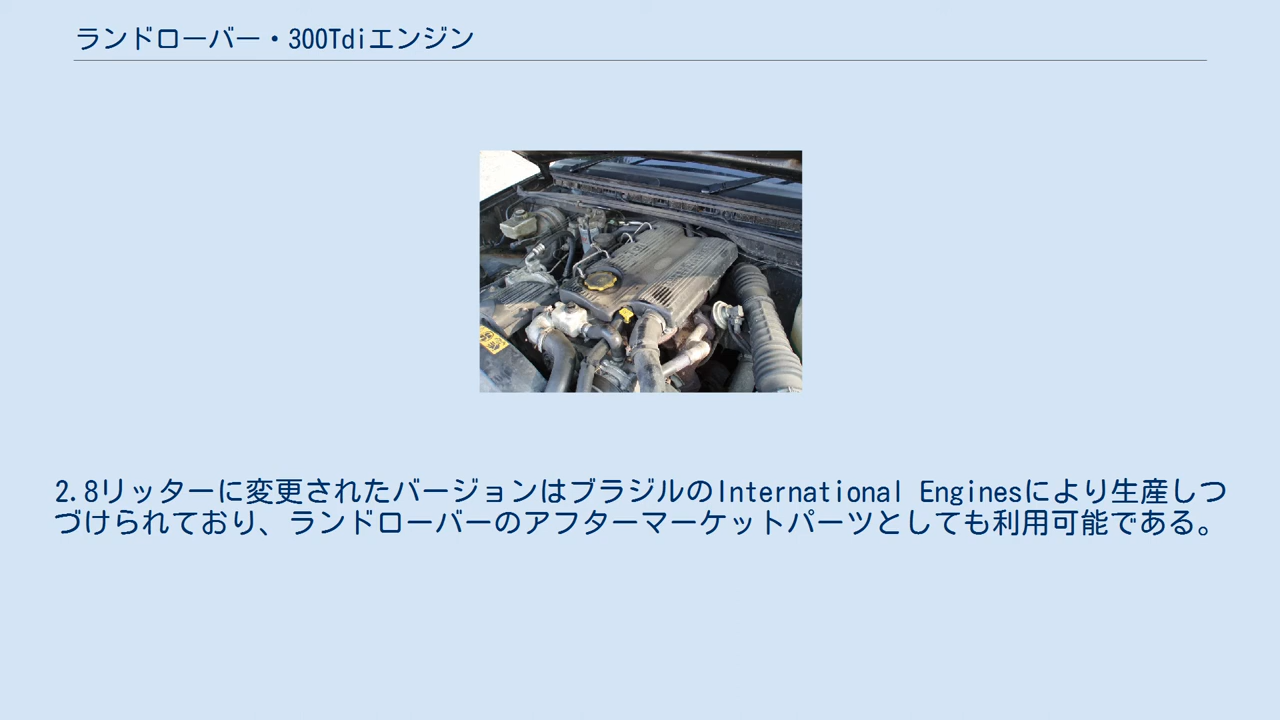 ランドローバー・300Tdiエンジン
2.8リッターに変更されたバージョンはブラジルのInternational Enginesにより生産しつ
づけられており、ランドローバーのアフターマーケットパーツとしても利用可能である。